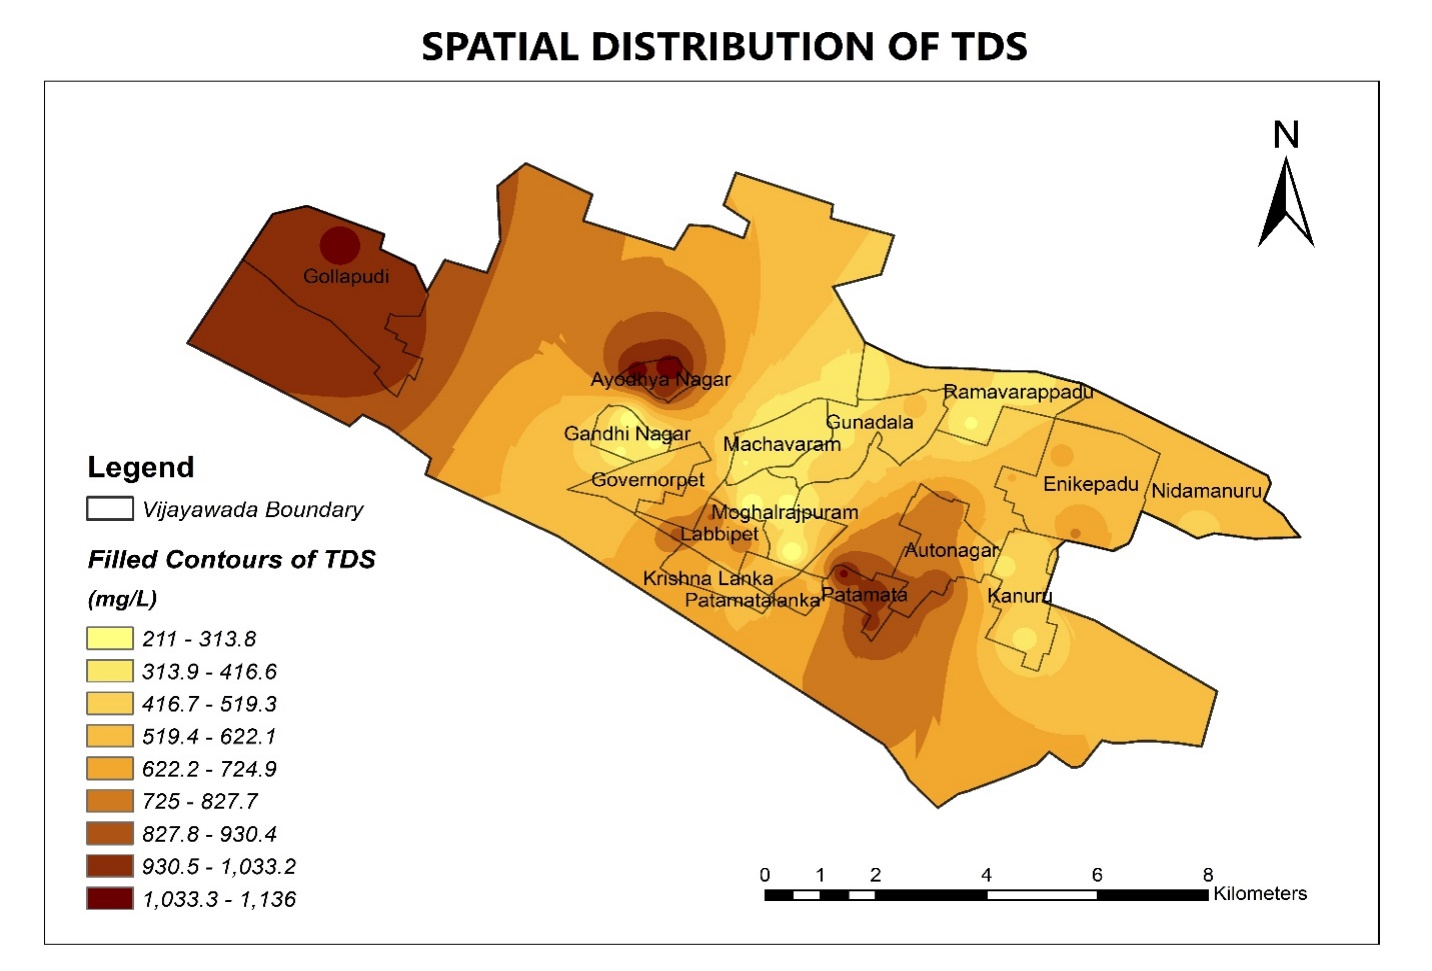 SPATIAL DISTRIBUTION OF TDS
N
Gollapudi
Ayodhya Nagar
Ramavarappadu
Gunadala
Gandhi Nagar
Machavaram
Governorpet
Enikepadu
Nidamanuru
Moghalrajpuram
Labbipet
Autonagar
Krishna Lanka
Patamatalanka
Patamata
Kanuru
Legend
Vijayawada Boundary
Filled Contours of TDS
(mg/L)
211 - 313.8
313.9 - 416.6
416.7 - 519.3
519.4 - 622.1
622.2 - 724.9
725 - 827.7
827.8 - 930.4
930.5 - 1,033.2
1,033.3 - 1,136
0 1 2 4 6 8
Kilometers